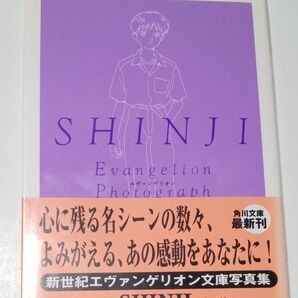 SHINJI
Evangelion
エヴァンゲリオン
Photograph
心に残る名シーンの数々、
よみがえる、あの感動をあなたに!
角川文庫
最新刊
新世紀エヴァンゲリオン文庫写真集
SHINJI